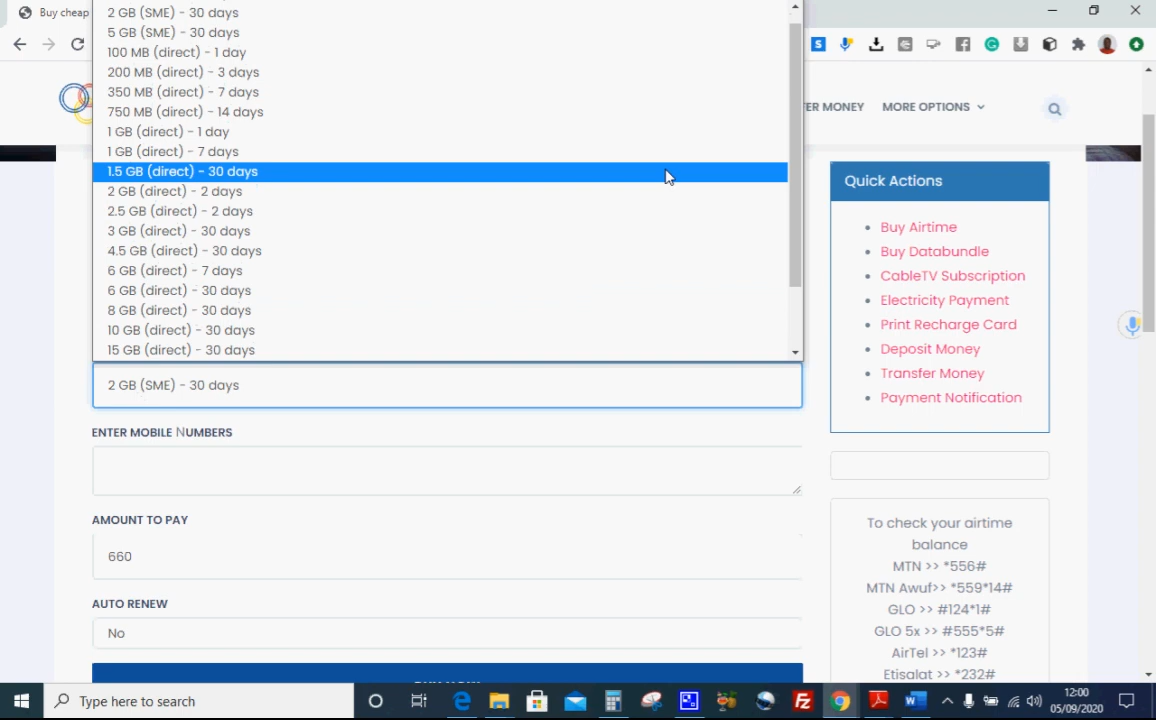 Buy cheap
2 GB (SME) - 30 days
5 GB (SME) - 30 days
100 MB (direct) - 1 day
200 MB (direct) - 3 days
350 MB (direct) - 7 days
750 MB (direct) - 14 days
1 GB (direct) - 1 day
1 GB (direct) - 7 days
1.5 GB (direct) - 30 days
2 GB (direct) - 2 days
2.5 GB (direct) - 2 days
3 GB (direct) - 30 days
4.5 GB (direct) - 30 days
6 GB (direct) - 7 days
6 GB (direct) - 30 days
8 GB (direct) - 30 days
10 GB (direct) - 30 days
15 GB (direct) - 30 days
2 GB (SME) - 30 days
ENTER MOBILE NUMBERS
AMOUNT TO PAY
660
AUTO RENEW
No
ER MONEY MORE OPTIONS
Quick Actions
Buy Airtime
Buy Databundle
CableTV Subscription
Electricity Payment
Print Recharge Card
Deposit Money
Transfer Money
Payment Notification
To check your airtime
balance
MTN >> *556#
MTN Awuf>> *559*14#
GLO >> #124*1#
GLO 5x >> #555*5#
AirTel >> *123#
Etisalat >> *232#
Type here to search
12:00
05/09/2020